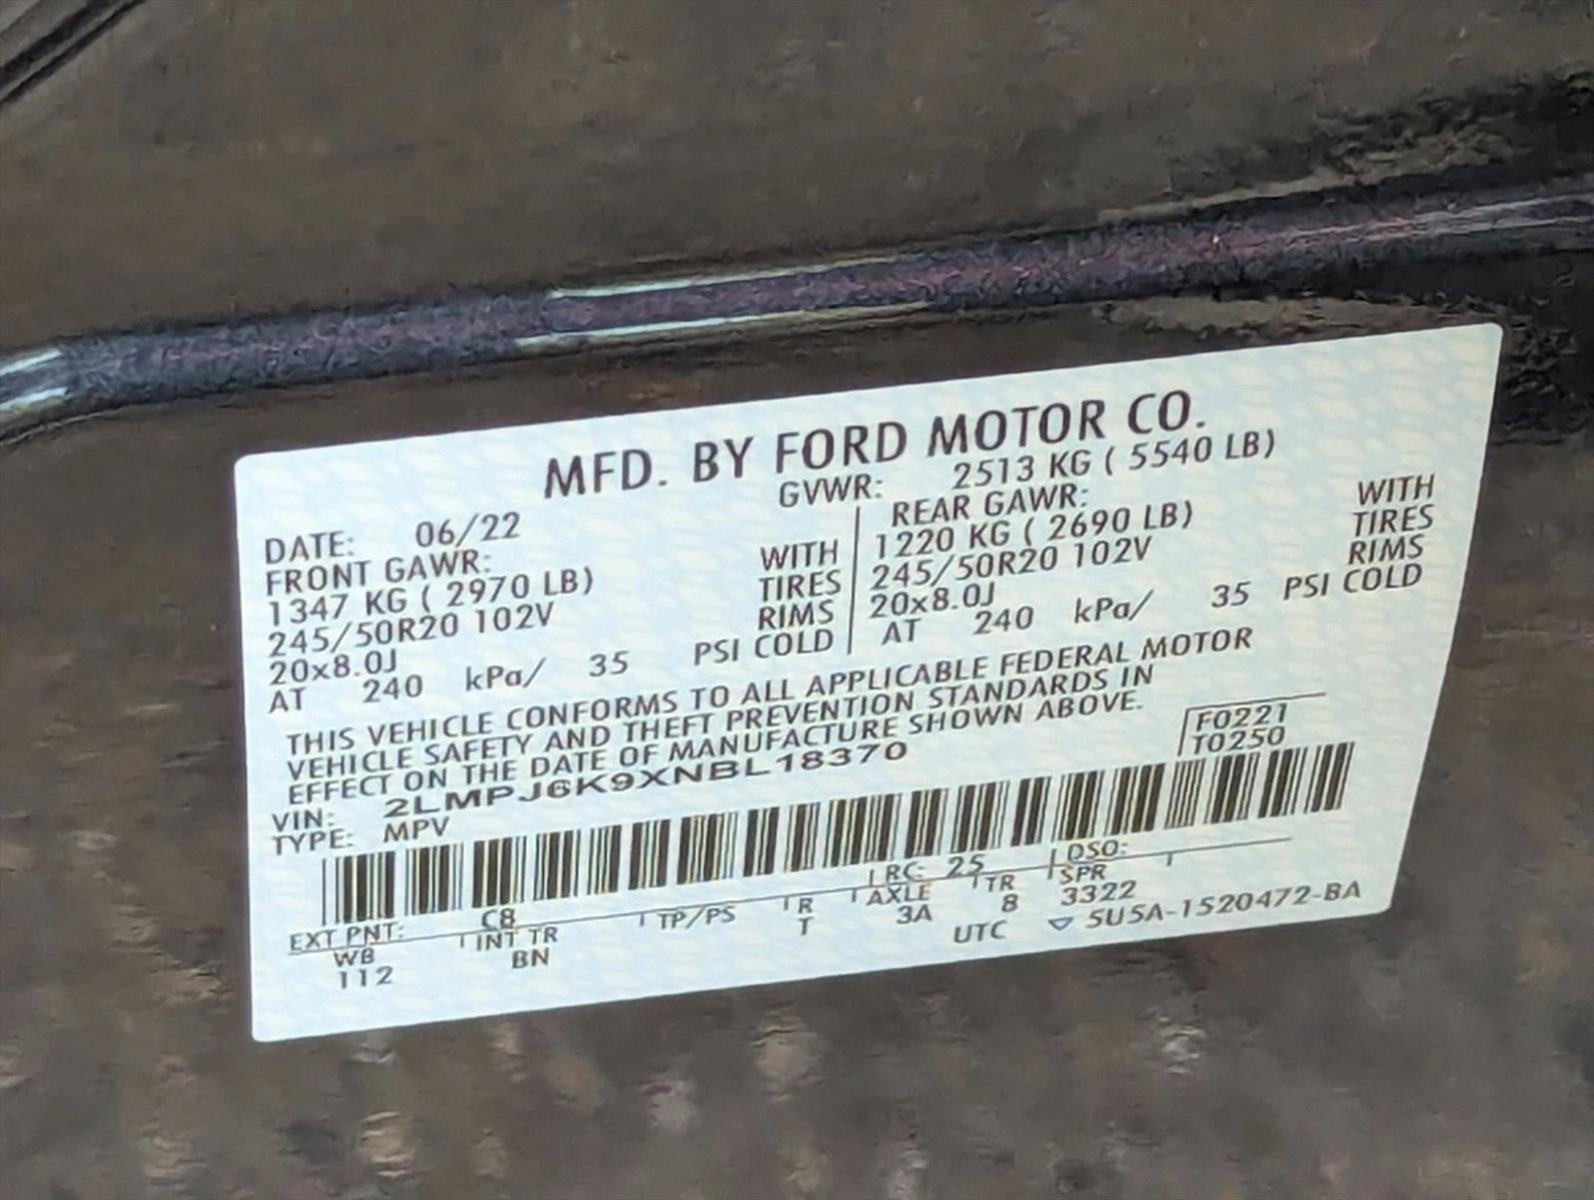 MFD. BY FORD MOTOR CO.
DATE: 06/22 GVWR: 2513 KG ( 5540 LB)
FRONT GAWR: REAR GAWR:
1347 KG ( 2970 LB) WITH 1220 KG ( 2690 LB) WITH
245/50R20 102V TIRES 245/50R20 102V TIRES
20x8.0J RIMS 20x8.0J RIMS
AT 240 kPa/ 35 PSI COLD AT 240 kPa/ 35 PSI COLD
THIS VEHICLE CONFORMS TO ALL APPLICABLE FEDERAL MOTOR
VEHICLE SAFETY AND THEFT PREVENTION STANDARDS IN
EFFECT ON THE DATE OF MANUFACTURE SHOWN ABOVE.
F0221
T0250
VIN: 2LMPJ6K9XNBL18370
TYPE: MPV
EXT PNT: C8 RC: 25 DSO:
WB INT TR TP/PS R AXLE TR SPR
112 BN T 3A 8 3322
UTC ▽ 5U5A-1520472-BA